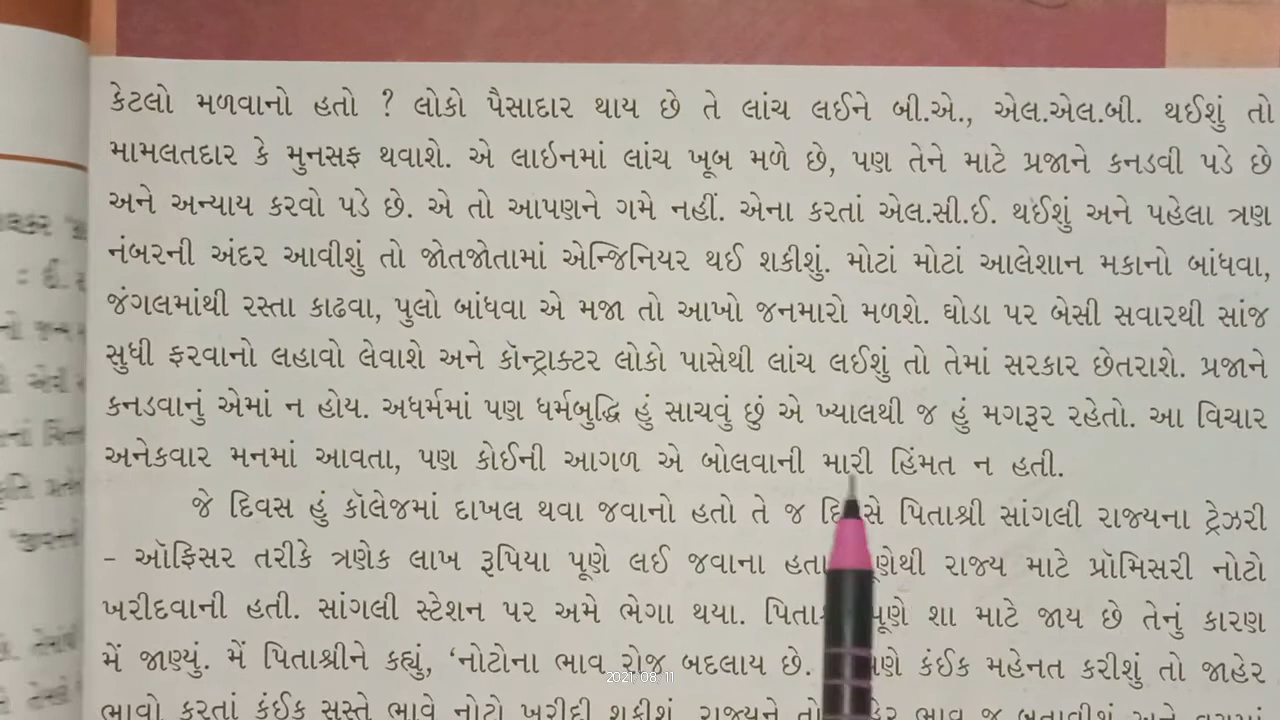 કેટલો મળવાનો હતો ? લોકો પૈસાદાર થાય છે તે લાંચ લઈને બી.એ., એલ.એલ.બી. થઈશું તો
મામલતદાર કે મુનસફ થવાશે. એ લાઇનમાં લાંચ ખૂબ મળે છે, પણ તેને માટે પ્રજાને કનડવી પડે છે
અને અન્યાય કરવો પડે છે. એ તો આપણને ગમે નહીં. એના કરતાં એલ.સી.ઈ. થઈશું અને પહેલા ત્રણ
નંબરની અંદર આવીશું તો જોતજોતામાં એન્જિનિયર થઈ શકીશું. મોટાં મોટાં આલેશાન મકાનો બાંધવા,
જંગલમાંથી રસ્તા કાઢવા, પુલો બાંધવા એ મજા તો આખો જનમારો મળશે. ઘોડા પર બેસી સવારથી સાંજ
સુધી ફરવાનો લહાવો લેવાશે અને કૉન્ટ્રાક્ટર લોકો પાસેથી લાંચ લઈશું તો તેમાં સરકાર છેતરાશે. પ્રજાને
કનડવાનું એમાં ન હોય. અધર્મમાં પણ ધર્મબુદ્ધિ હું સાચવું છું એ ખ્યાલથી જ હું મગરૂર રહેતો. આ વિચાર
અનેકવાર મનમાં આવતા, પણ કોઈની આગળ એ બોલવાની મારી હિંમત ન હતી.
જે દિવસ હું કૉલેજમાં દાખલ થવા જવાનો હતો તે જ પિતાશ્રી સાંગલી રાજ્યના ટ્રેઝરી
- ઑફિસર તરીકે ત્રણેક લાખ રૂપિયા પૂણે લઈ જવાના હતા રાજ્ય માટે પ્રૉમિસરી નોટો
ખરીદવાની હતી. સાંગલી સ્ટેશન પર અમે ભેગા થયા. પૂણે શા માટે જાય છે તેનું કારણ
મેં જાણ્યું. મેં પિતાશ્રીને કહ્યું, ‘નોટોના ભાવ રોજ બદલાય છે. કંઈક મહેનત કરીશું તો જાહેર
ભાવો કરતાં કંઈક સસ્તે ભાવે નોટો ખરીદી શકીશું. રાજ્યને તો ભાવ જ બતાવીશું અને
2021 08 11